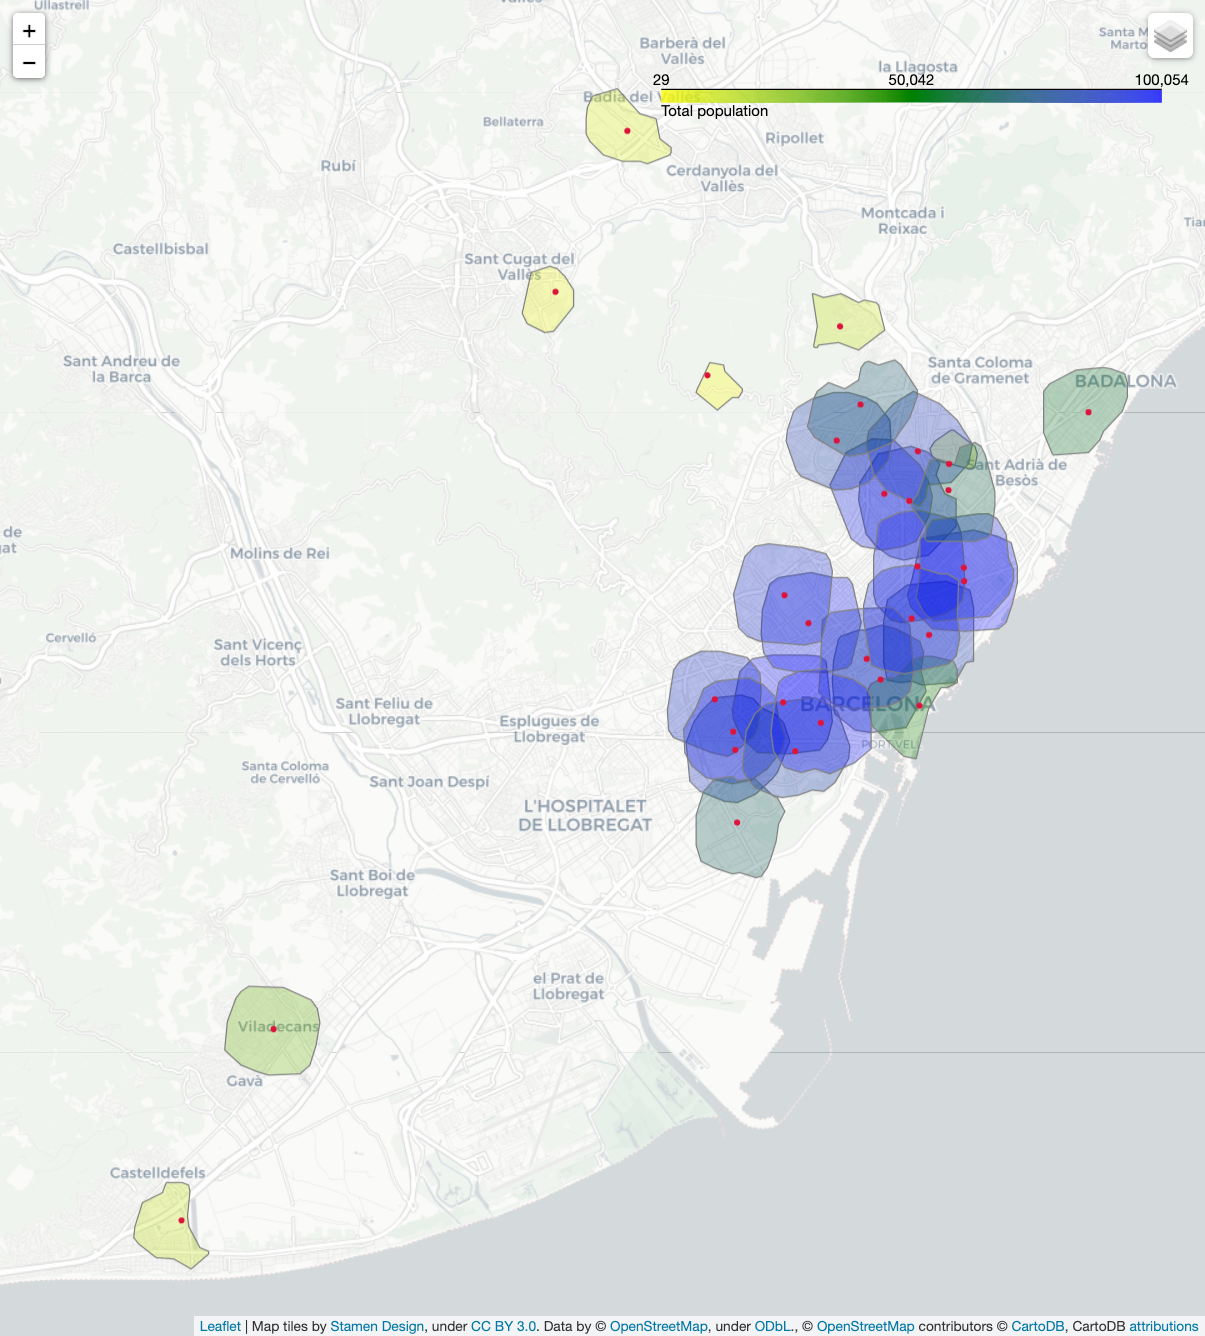 Ullastrell
+
−
Barberà del
Vallès
Santa M
Marto
la Llagosta
29
50,042
100,054
Badia del Vallès
Total population
Bellaterra
Ripollet
Rubí
Cerdanyola del
Vallès
Montcada i
Reixac
Tiar
Castellbisbal
Sant Cugat del
Vallès
Sant Andreu de
la Barca
Santa Coloma
de Gramenet
BADALONA
Sant Adrià de
Besòs
de
at
Molins de Rei
Cervelló
Sant Vicenç
dels Horts
Sant Feliu de
Llobregat
Esplugues de
Llobregat
BARCELONA
PORT VELL
Santa Coloma
de Cervelló
Sant Joan Despí
L'HOSPITALET
DE LLOBREGAT
Sant Boi de
Llobregat
el Prat de
Llobregat
Viladecans
Gavà
Castelldefels
Leaflet | Map tiles by Stamen Design, under CC BY 3.0. Data by © OpenStreetMap, under ODbL., © OpenStreetMap contributors © CartoDB, CartoDB attributions